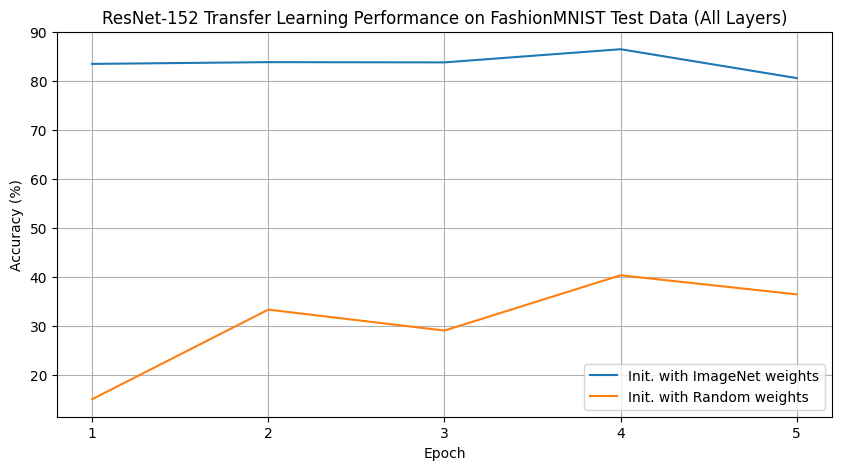 ResNet-152 Transfer Learning Performance on FashionMNIST Test Data (All Layers)
90
80
70
60
50
40
30
20
Accuracy (%)
Init. with ImageNet weights
Init. with Random weights
1 2 3 4 5
Epoch